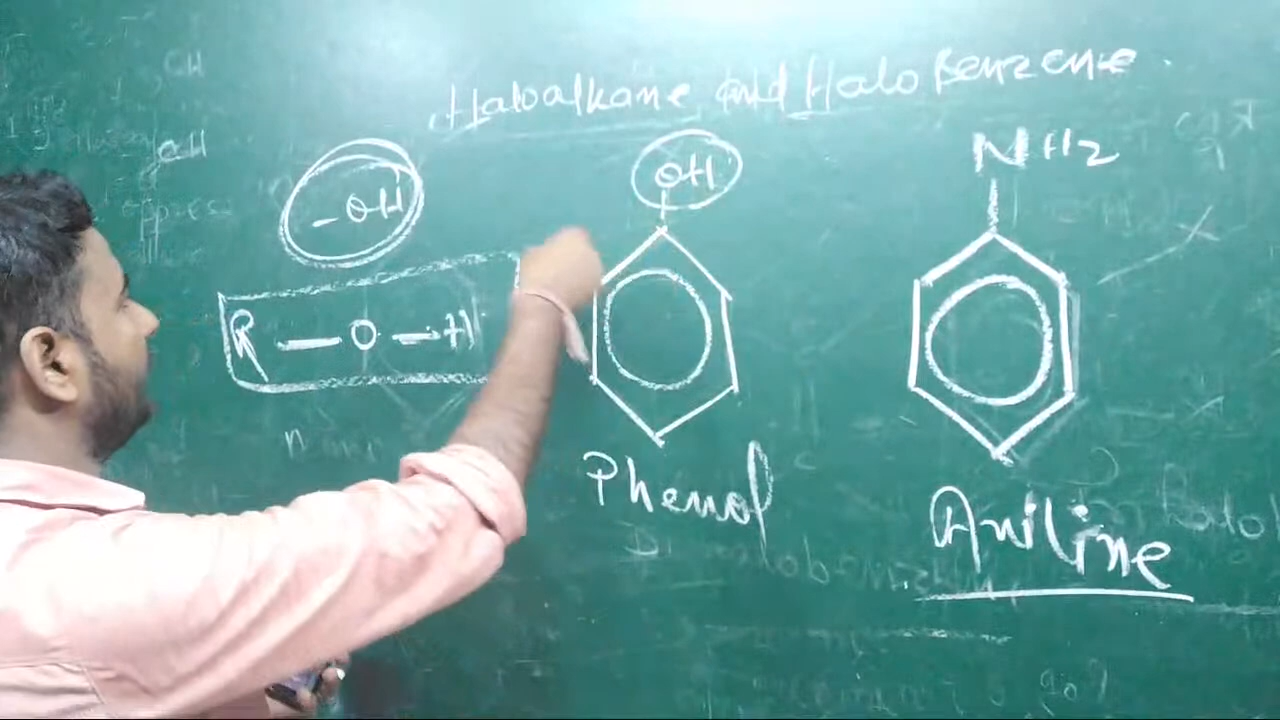 Haloalkane and Halo Benzene.
-OH
OH
NH2
R — O — H
Phenol
Aniline